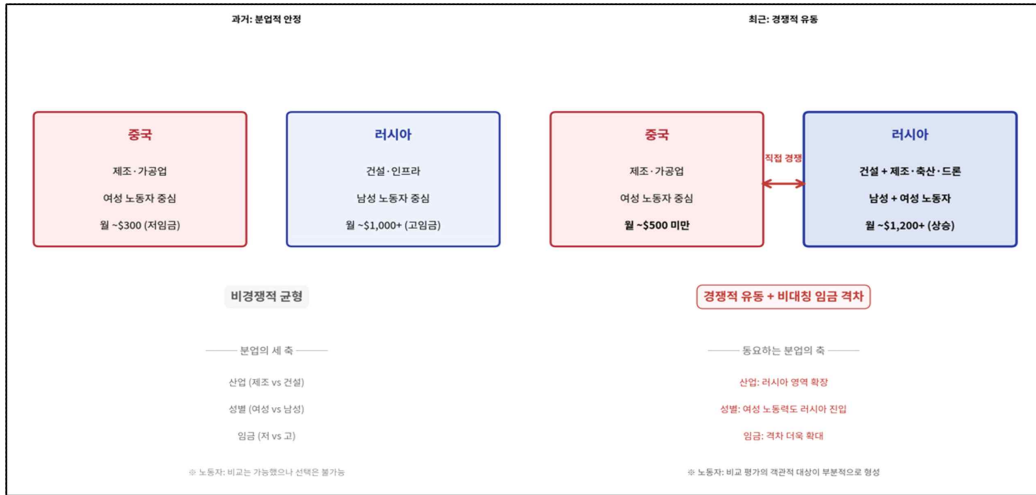 과거: 분업적 안정
중국
제조·가공업
여성 노동자 중심
월 ~$300 (저임금)
러시아
건설·인프라
남성 노동자 중심
월 ~$1,000+ (고임금)
비경쟁적 균형
분업의 세 축
산업 (제조 vs 건설)
성별 (여성 vs 남성)
임금 (저 vs 고)
※ 노동자: 비교는 가능했으나 선택은 불가능
최근: 경쟁적 유동
중국
제조·가공업
여성 노동자 중심
월 ~$500 미만
직접 경쟁
러시아
건설 + 제조·축산·드론
남성 + 여성 노동자
월 ~$1,200+ (상승)
경쟁적 유동 + 비대칭 임금 격차
동요하는 분업의 축
산업: 러시아 영역 확장
성별: 여성 노동력도 러시아 진입
임금: 격차 더욱 확대
※ 노동자: 비교 평가의 객관적 대상이 부분적으로 형성